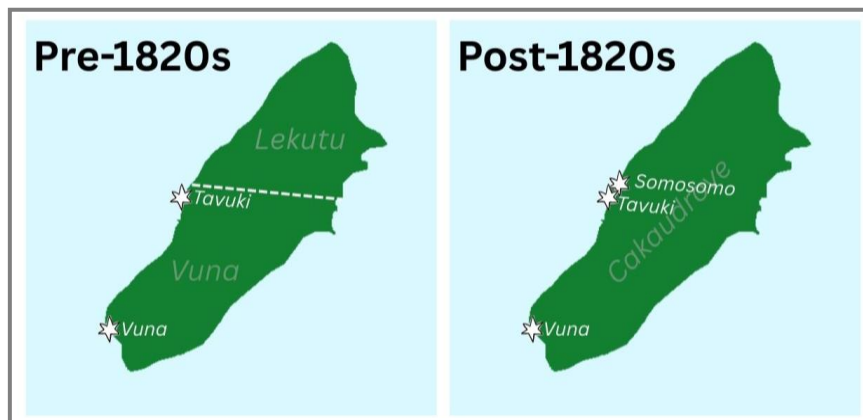 Pre-1820s
Lekutu
Tavuki
Vuna
Vuna
Post-1820s
Somosomo
Tavuki
Cakaudrove
Vuna